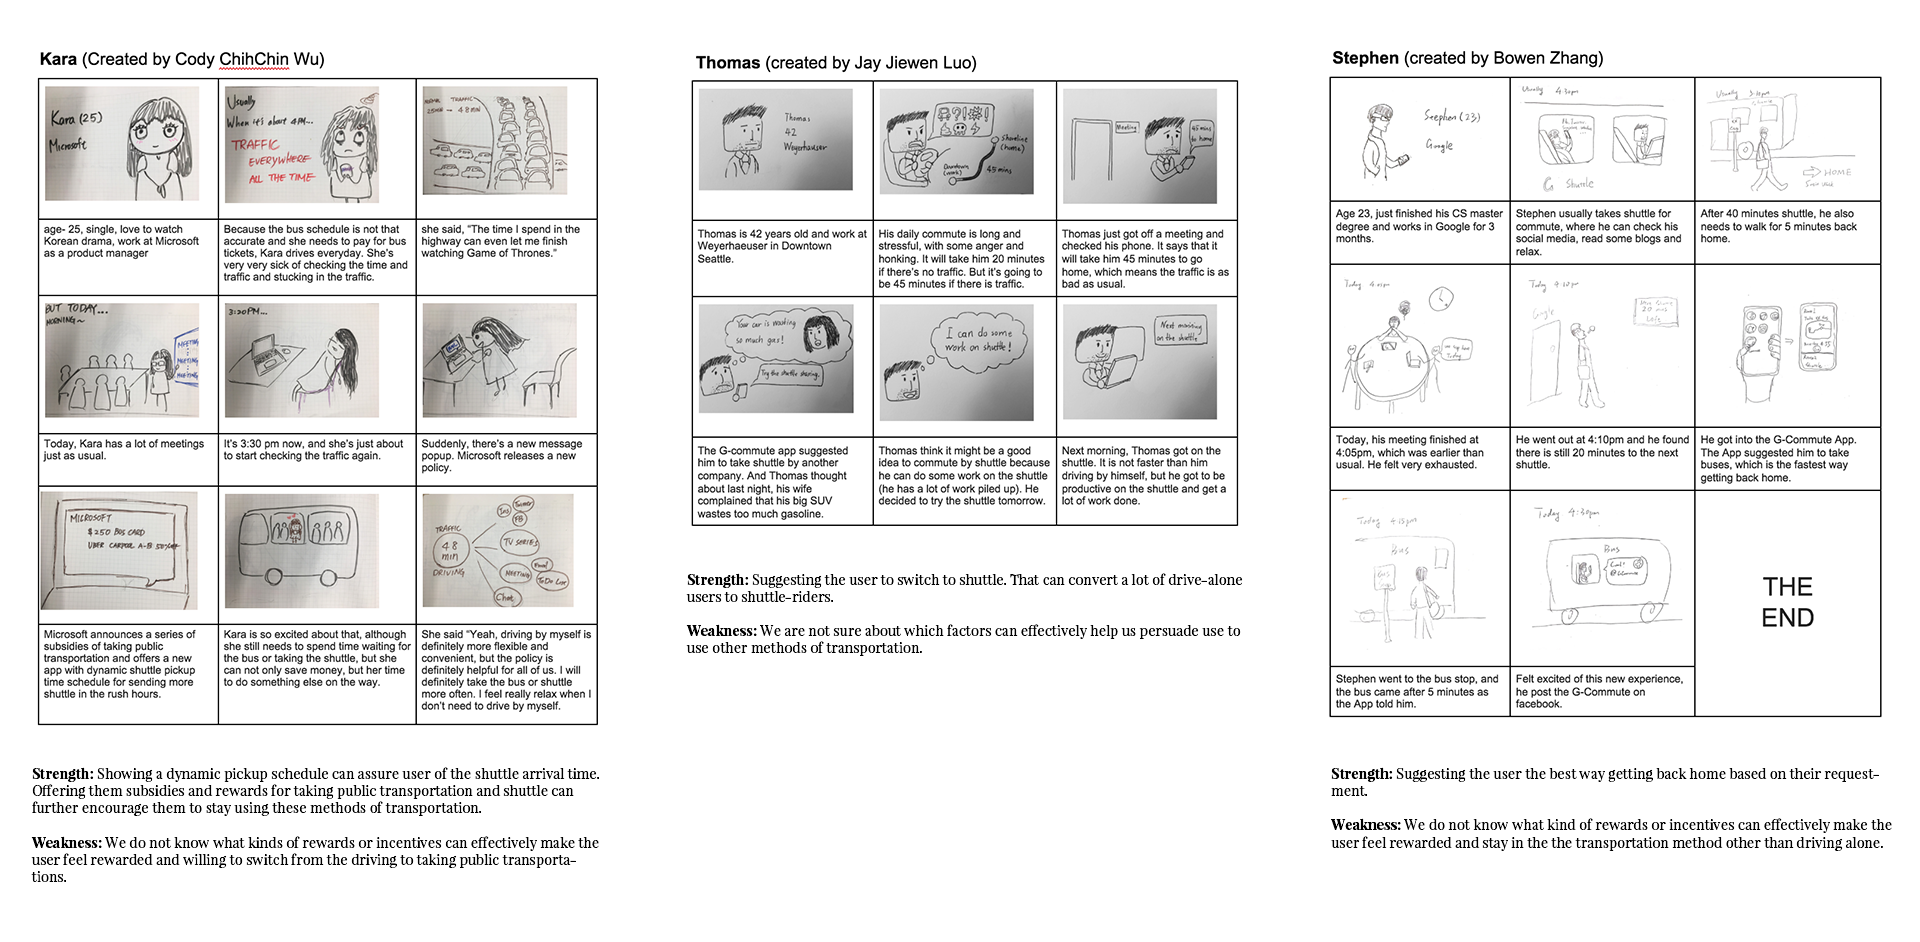 Kara (Created by Cody ChihChin Wu)
Kara (25)
Microsoft
Usually
When it's about 4PM...
TRAFFIC
EVERYWHERE
ALL THE TIME
TRAFFIC
48 MIN
age- 25, single, love to watch
Korean drama, work at Microsoft
as a product manager
Because the bus schedule is not that
accurate and she needs to pay for bus
tickets, Kara drives everyday. She's
very very sick of checking the time and
traffic and stucking in the traffic.
she said, "The time I spend in the
highway can even let me finish
watching Game of Thrones."
BUT TODAY...
MORNING~
MEETING
MEETING
MEETING
3:30PM...
Today, Kara has a lot of meetings
just as usual.
It's 3:30 pm now, and she's just about
to start checking the traffic again.
Suddenly, there's a new message
popup. Microsoft releases a new
policy.
MICROSOFT
$250 BUS CARD
UBER CARPOOL A-B 50%
TRAFFIC
48
MIN
DRIVING
Ins
Twitter
FB
TV SERIES
MEETING
Email
ToDo List
Chat
Microsoft announces a series of
subsidies of taking public
transportation and offers a new
app with dynamic shuttle pickup
time schedule for sending more
shuttle in the rush hours.
Kara is so excited about that, although
she still needs to spend time waiting for
the bus or taking the shuttle, but she
can not only save money, but her time
to do something else on the way.
She said "Yeah, driving by myself is
definitely more flexible and
convenient, but the policy is
definitely helpful for all of us. I will
definitely take the bus or shuttle
more often. I feel really relax when I
don't need to drive by myself.
Strength: Showing a dynamic pickup schedule can assure user of the shuttle arrival time.
Offering them subsidies and rewards for taking public transportation and shuttle can
further encourage them to stay using these methods of transportation.
Weakness: We do not know what kinds of rewards or incentives can effectively make the
user feel rewarded and willing to switch from the driving to taking public transporta-
tions.
Thomas (created by Jay Jiewen Luo)
Thomas
42
Weyerhauser
Shoreline
(home)
Downtown
(work)
45 mins
Meeting
45 mins
to home
Thomas is 42 years old and work at
Weyerhaeuser in Downtown
Seattle.
His daily commute is long and
stressful, with some anger and
honking. It will take him 20 minutes
if there's no traffic. But it's going to
be 45 minutes if there is traffic.
Thomas just got off a meeting and
checked his phone. It says that it
will take him 45 minutes to go
home, which means the traffic is as
bad as usual.
Your car is wasting
so much gas!
Try the shuttle sharing.
I can do some
work on shuttle!
Next morning
on the shuttle
The G-commute app suggested
him to take shuttle by another
company. And Thomas thought
about last night, his wife
complained that his big SUV
wastes too much gasoline.
Thomas think it might be a good
idea to commute by shuttle because
he can do some work on the shuttle
(he has a lot of work piled up). He
decided to try the shuttle tomorrow.
Next morning, Thomas got on the
shuttle. It is not faster than him
driving by himself, but he got to be
productive on the shuttle and get a
lot of work done.
Strength: Suggesting the user to switch to shuttle. That can convert a lot of drive-alone
users to shuttle-riders.
Weakness: We are not sure about which factors can effectively help us persuade use to
use other methods of transportation.
Stephen (created by Bowen Zhang)
Stephen (23)
Google
Usually 4:30pm
G Shuttle
Usually 5:10pm
HOME
5 min walk
Age 23, just finished his CS master
degree and works in Google for 3
months.
Stephen usually takes shuttle for
commute, where he can check his
social media, read some blogs and
relax.
After 40 minutes shuttle, he also
needs to walk for 5 minutes back
home.
Today 4:05pm
Today 4:10pm
Google
Today, his meeting finished at
4:05pm, which was earlier than
usual. He felt very exhausted.
He went out at 4:10pm and he found
there is still 20 minutes to the next
shuttle.
He got into the G-Commute App.
The App suggested him to take
buses, which is the fastest way
getting back home.
Today 4:15pm
Bus
Today 4:30pm
Bus
THE
END
Stephen went to the bus stop, and
the bus came after 5 minutes as
the App told him.
Felt excited of this new experience,
he post the G-Commute on
facebook.
Strength: Suggesting the user the best way getting back home based on their request-
ment.
Weakness: We do not know what kind of rewards or incentives can effectively make the
user feel rewarded and stay in the the transportation method other than driving alone.